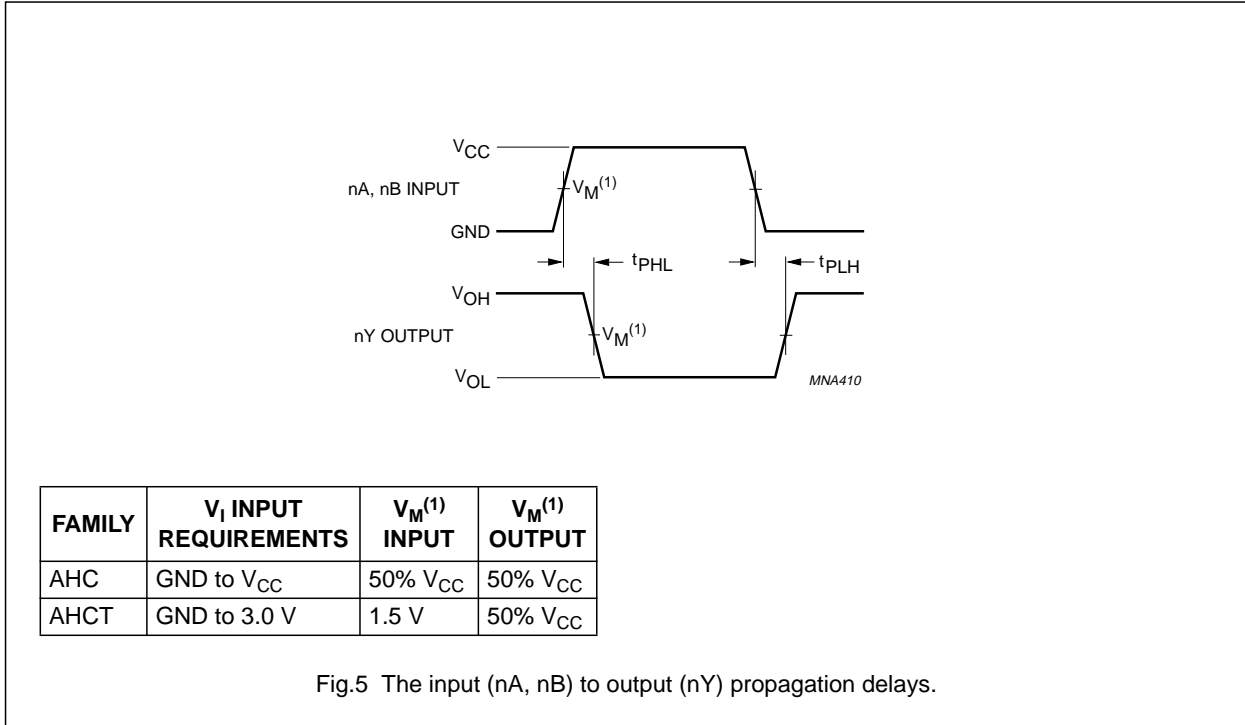 VCC
nA, nB INPUT
VM(1)
GND
tPHL
tPLH
VOH
nY OUTPUT
VM(1)
VOL
MNA410
FAMILY VI INPUT REQUIREMENTS VM(1) INPUT VM(1) OUTPUT
AHC GND to VCC 50% VCC 50% VCC
AHCT GND to 3.0 V 1.5 V 50% VCC
Fig.5 The input (nA, nB) to output (nY) propagation delays.